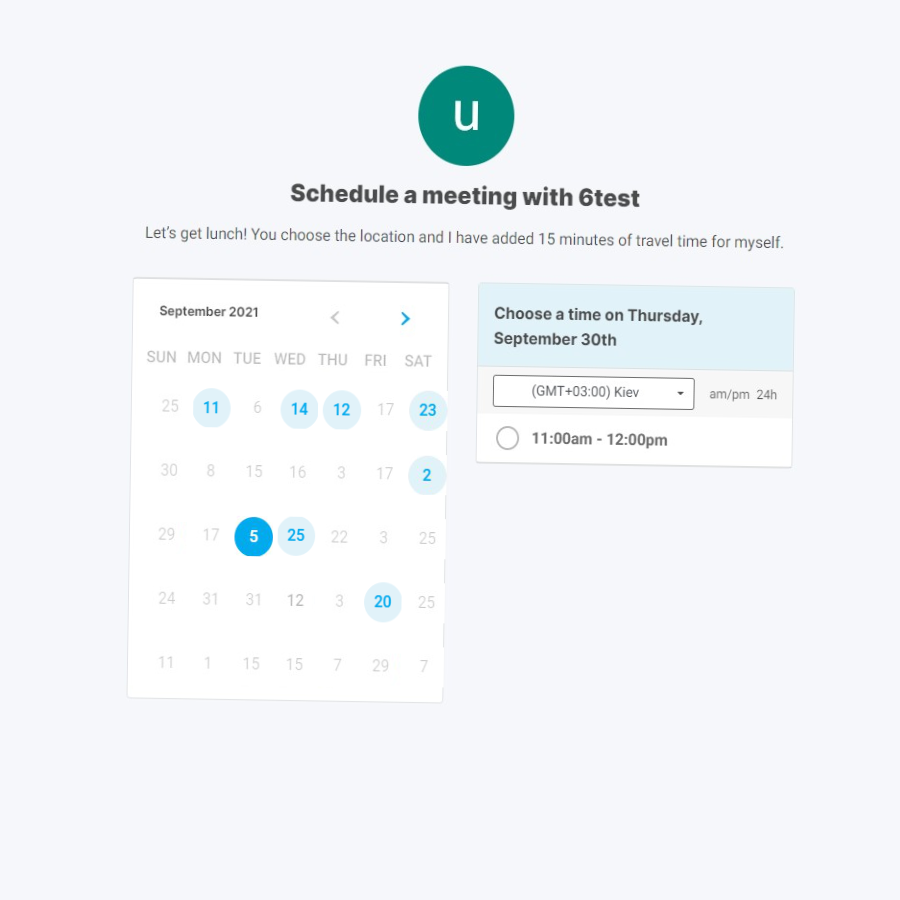 u
Schedule a meeting with 6test
Let's get lunch! You choose the location and I have added 15 minutes of travel time for myself.
September 2021
SUN MON TUE WED THU FRI SAT
25 11 6 14 12 17 23
30 8 15 16 3 17 2
29 17 5 25 22 3 25
24 31 31 12 3 20 25
11 1 15 15 7 29 7
Choose a time on Thursday,
September 30th
(GMT+03:00) Kiev am/pm 24h
11:00am - 12:00pm